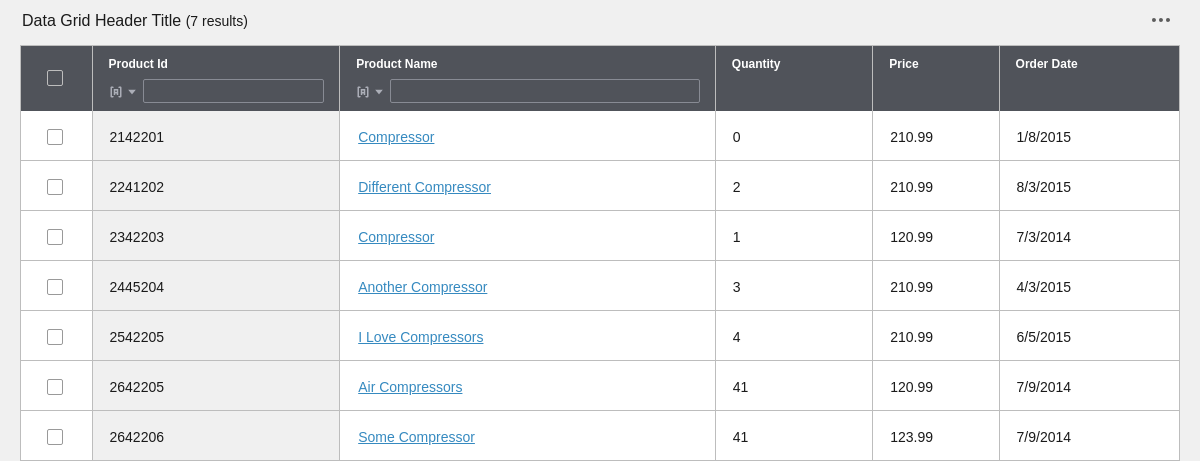 Data Grid Header Title (7 results)
Product Id Product Name Quantity Price Order Date
2142201 Compressor 0 210.99 1/8/2015
2241202 Different Compressor 2 210.99 8/3/2015
2342203 Compressor 1 120.99 7/3/2014
2445204 Another Compressor 3 210.99 4/3/2015
2542205 I Love Compressors 4 210.99 6/5/2015
2642205 Air Compressors 41 120.99 7/9/2014
2642206 Some Compressor 41 123.99 7/9/2014